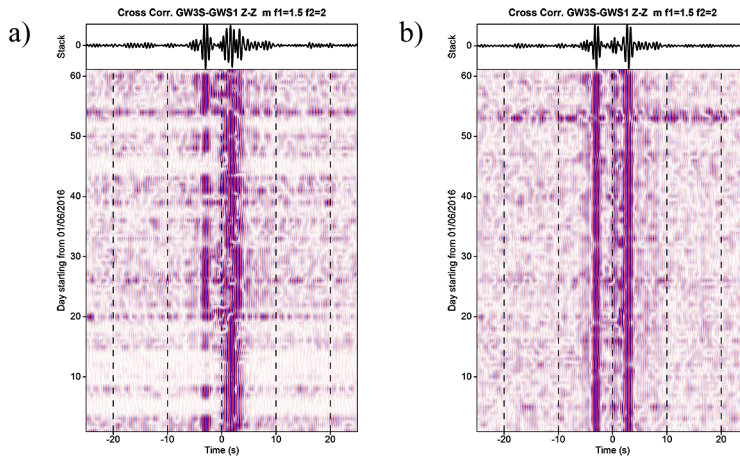 a)
Cross Corr. GW3S-GWS1 Z-Z m f1=1.5 f2=2
Stack
0
60
50
40
30
20
10
Day starting from 01/06/2016
-20 -10 0 10 20
Time (s)
b)
Cross Corr. GW3S-GWS1 Z-Z m f1=1.5 f2=2
Stack
0
60
50
40
30
20
10
Day starting from 01/06/2016
-20 -10 0 10 20
Time (s)